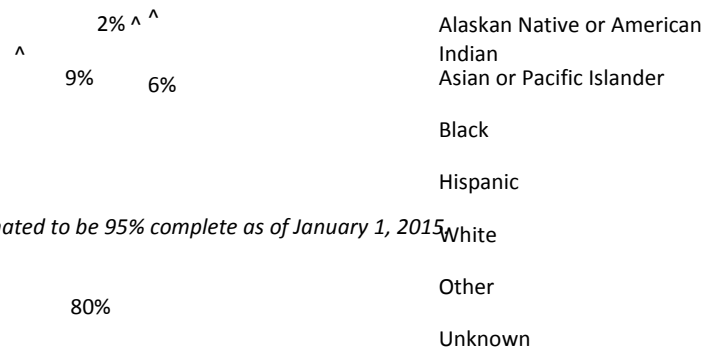 2% ^ ^
^
9%
6%
80%
ated to be 95% complete as of January 1, 2015.
Alaskan Native or American
Indian
Asian or Pacific Islander
Black
Hispanic
White
Other
Unknown